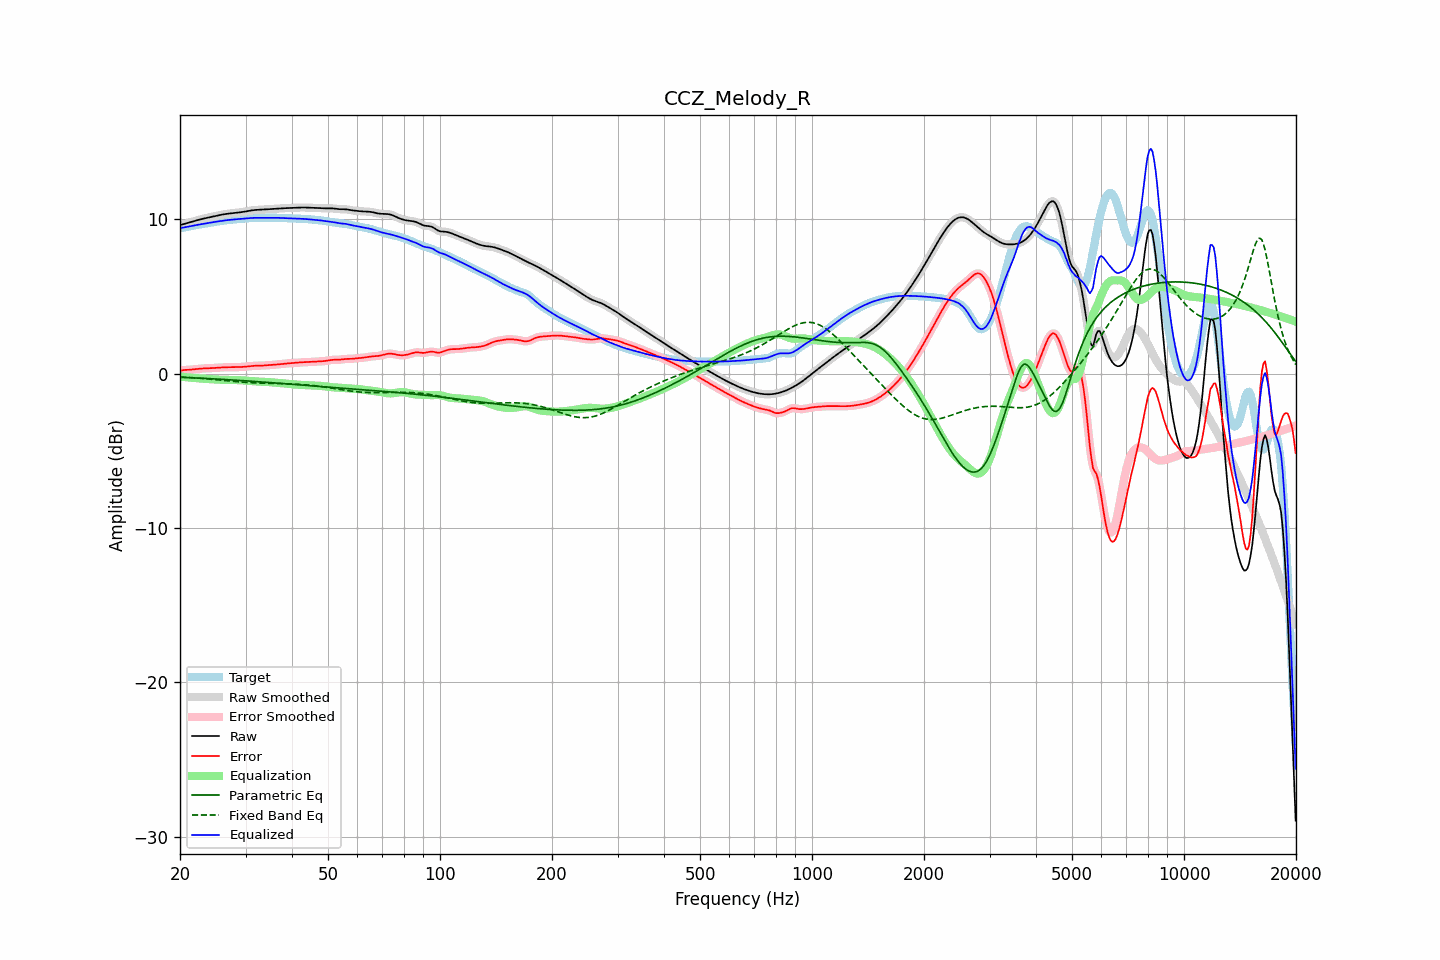 CCZ_Melody_R
Amplitude (dBr)
10
0
−10
−20
−30
Target
Raw Smoothed
Error Smoothed
Raw
Error
Equalization
Parametric Eq
Fixed Band Eq
Equalized
20 50 100 200 500 1000 2000 5000 10000 20000
Frequency (Hz)